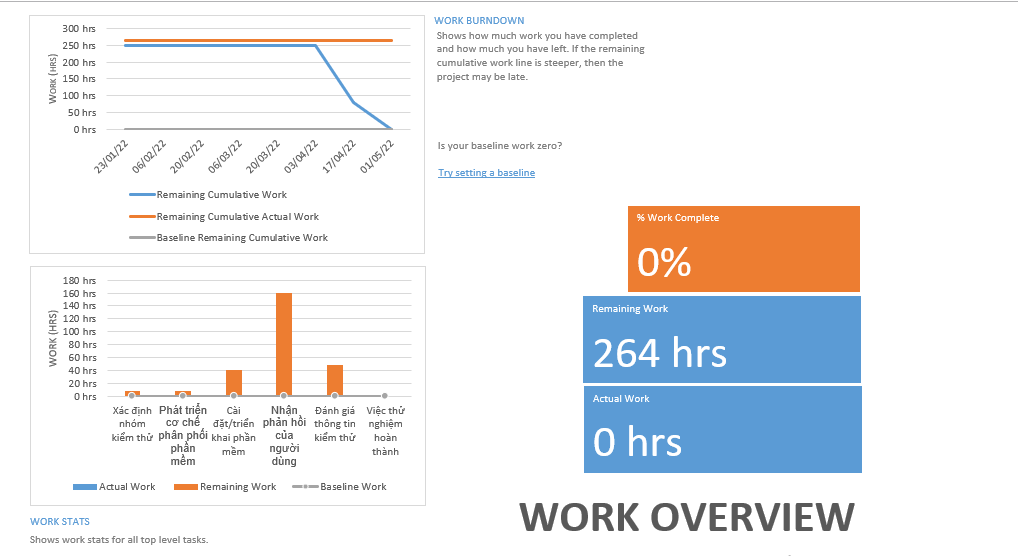 300 hrs
250 hrs
200 hrs
150 hrs
100 hrs
50 hrs
0 hrs
WORK (HRS)
23/01/22
06/02/22
20/02/22
06/03/22
20/03/22
03/04/22
17/04/22
01/05/22
Remaining Cumulative Work
Remaining Cumulative Actual Work
Baseline Remaining Cumulative Work
WORK BURNDOWN
Shows how much work you have completed
and how much you have left. If the remaining
cumulative work line is steeper, then the
project may be late.
Is your baseline work zero?
Try setting a baseline
% Work Complete
0%
Remaining Work
264 hrs
Actual Work
0 hrs
WORK OVERVIEW
180 hrs
160 hrs
140 hrs
120 hrs
100 hrs
80 hrs
60 hrs
40 hrs
20 hrs
0 hrs
WORK (HRS)
Xác định
nhóm
kiểm thử
Phát triển
cơ chế
phân phối
phần
mềm
Cài
đặt/triển
khai phần
mềm
Nhận
phản hồi
của
người
dùng
Đánh giá
thông tin
kiểm thử
Việc thử
nghiệm
hoàn
thành
Actual Work
Remaining Work
Baseline Work
WORK STATS
Shows work stats for all top level tasks.